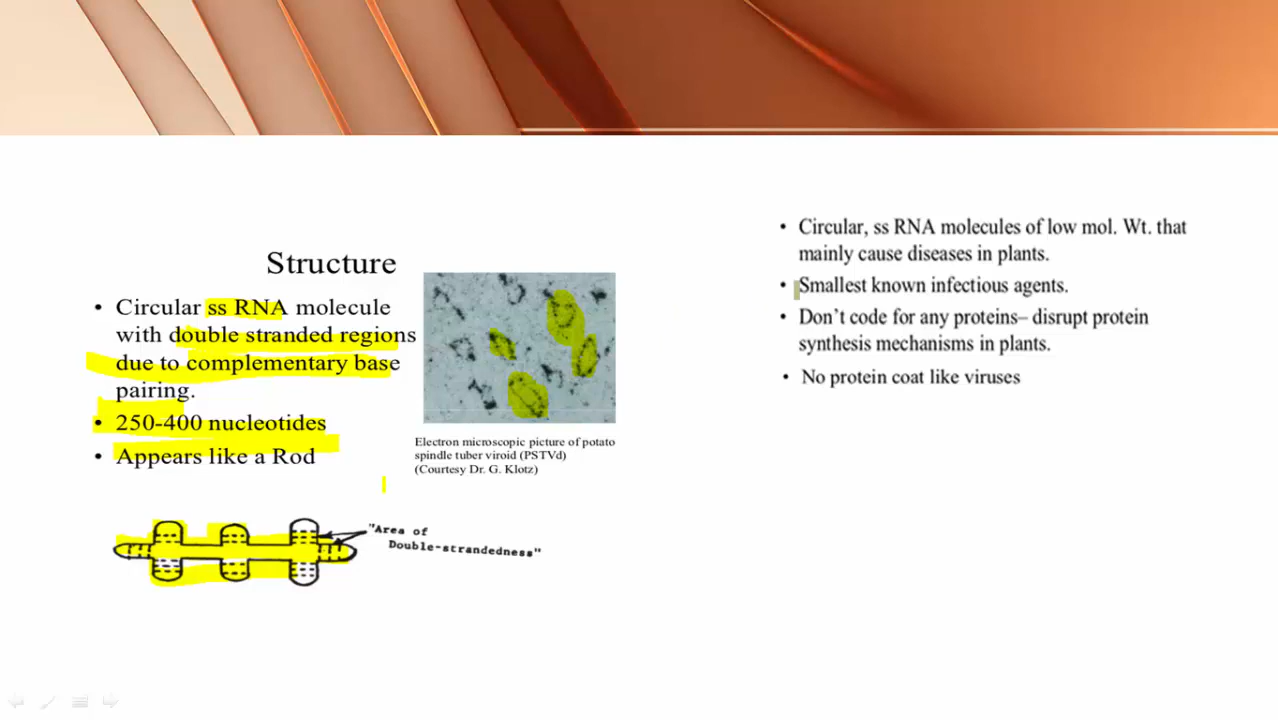 Structure
• Circular ss RNA molecule
with double stranded regions
due to complementary base
pairing.
• 250-400 nucleotides
• Appears like a Rod
Electron microscopic picture of potato
spindle tuber viroid (PSTVd)
(Courtesy Dr. G. Klotz)
"Area of
Double-strandedness"
• Circular, ss RNA molecules of low mol. Wt. that
mainly cause diseases in plants.
• Smallest known infectious agents.
• Don't code for any proteins– disrupt protein
synthesis mechanisms in plants.
• No protein coat like viruses